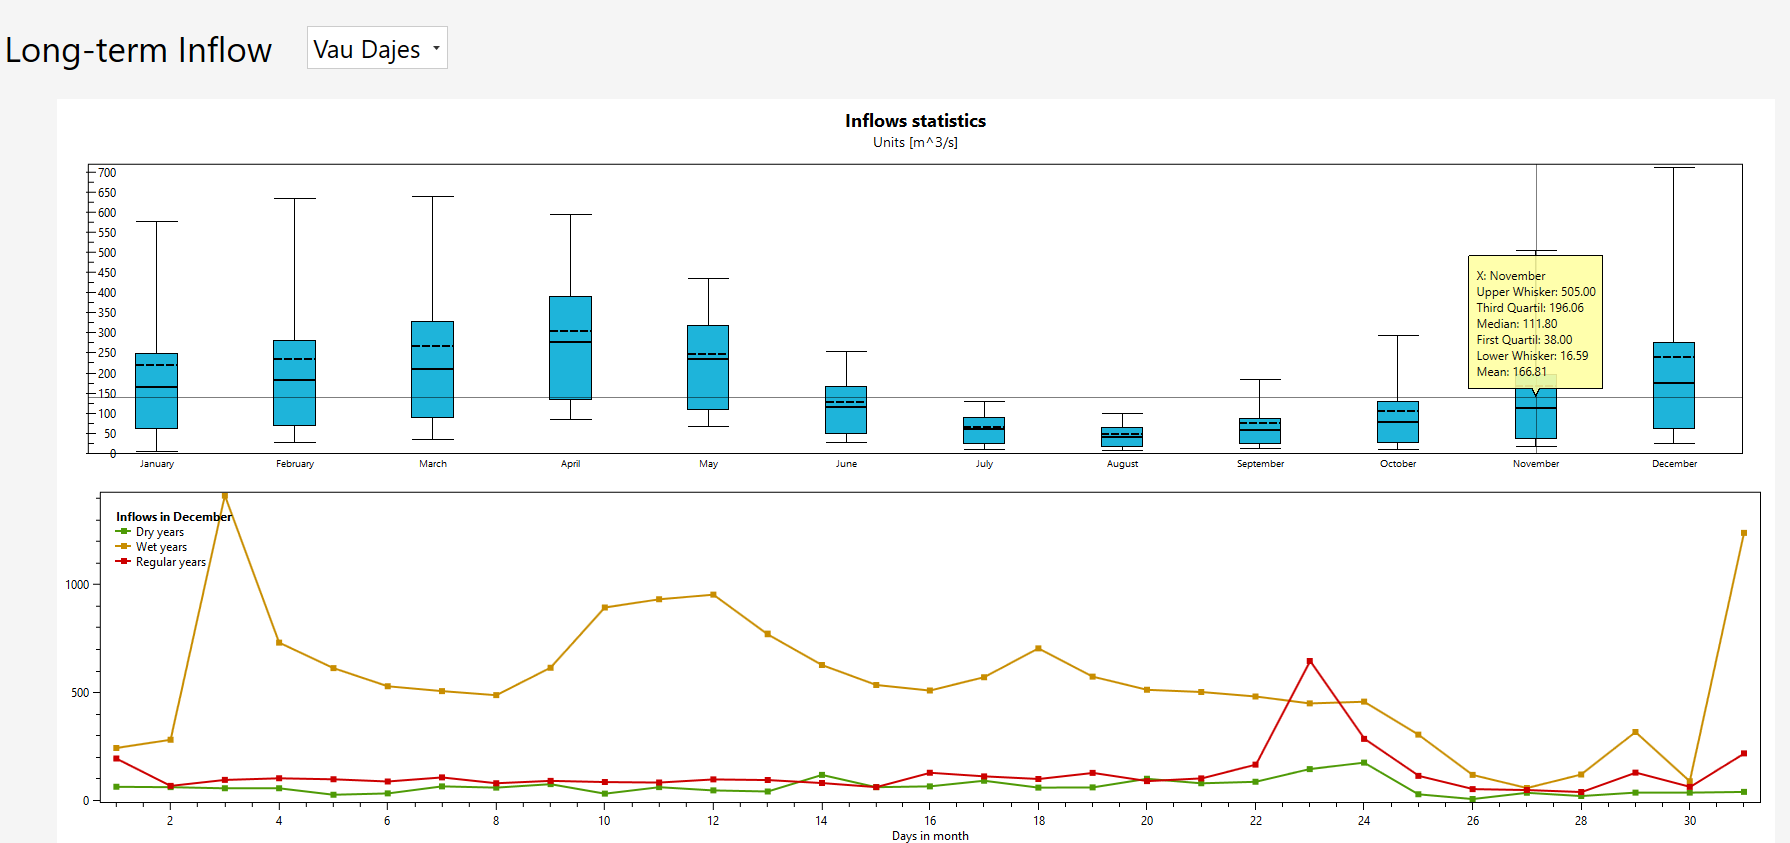 Long-term Inflow
Vau Dajes
Inflows statistics
Units [m^3/s]
700
650
600
550
500
450
400
350
300
250
200
150
100
50
0
January February March April May June July August September October November December
X: November
Upper Whisker: 505.00
Third Quartil: 196.06
Median: 111.80
First Quartil: 38.00
Lower Whisker: 16.59
Mean: 166.81
Inflows in December
Dry years
Wet years
Regular years
1000
500
0
2 4 6 8 10 12 14 16 18 20 22 24 26 28 30
Days in month